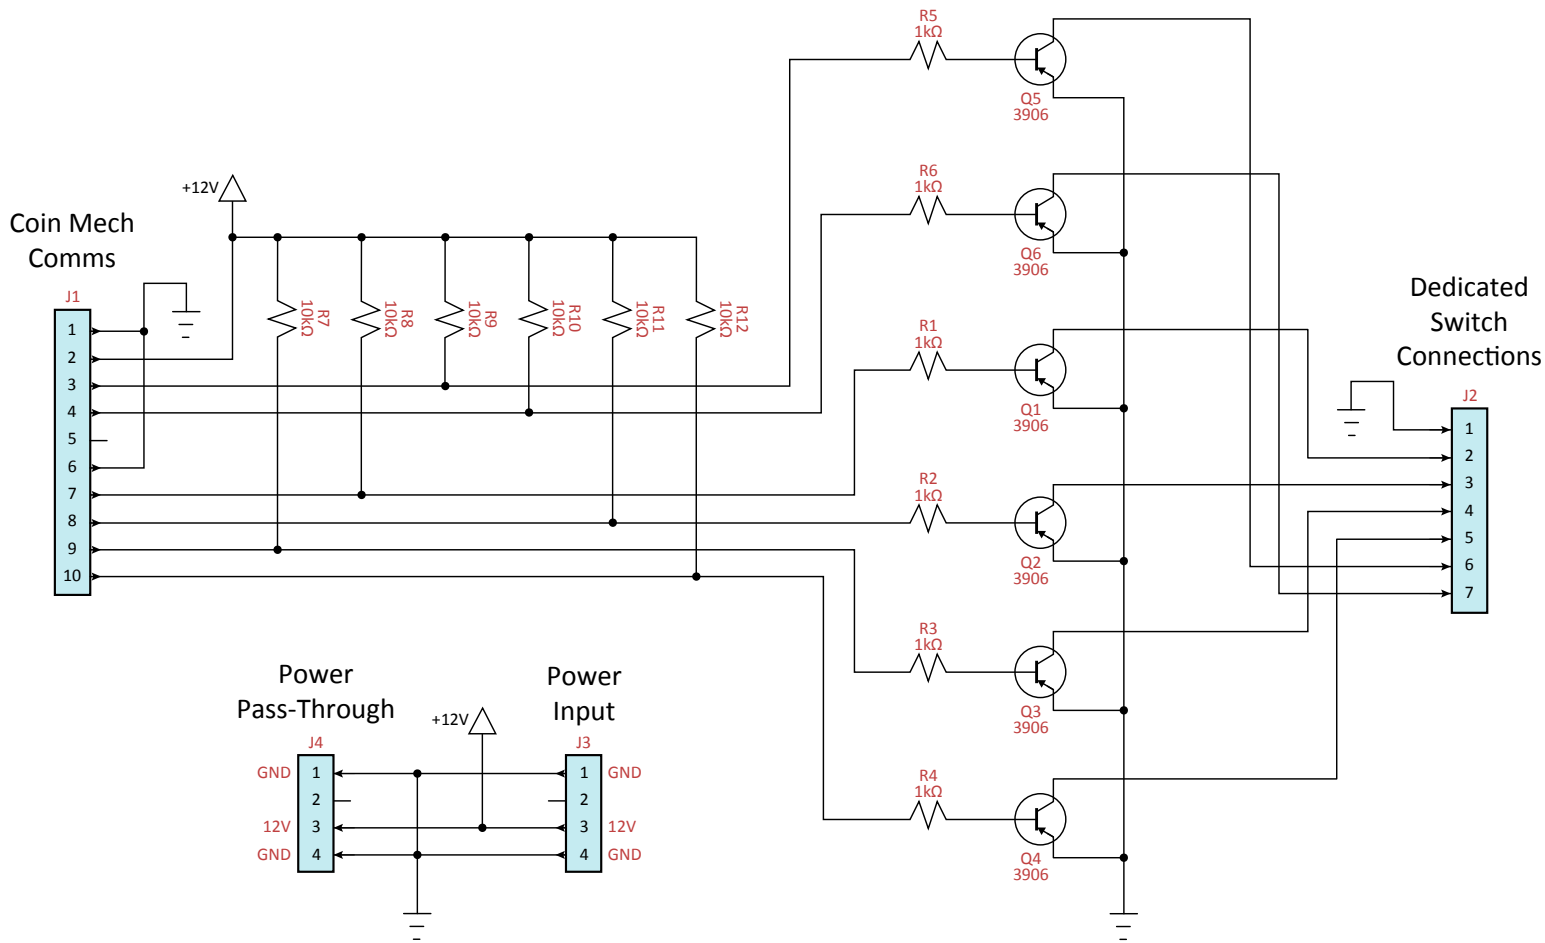 R5
1kΩ
Q5
3906
+12V
R6
1kΩ
Q6
3906
Coin Mech
Comms
J1
1
2
3
4
5
6
7
8
9
10
R7
10kΩ
R8
10kΩ
R9
10kΩ
R10
10kΩ
R11
10kΩ
R12
10kΩ
R1
1kΩ
Q1
3906
Dedicated
Switch
Connections
J2
1
2
3
4
5
6
7
R2
1kΩ
Q2
3906
R3
1kΩ
Q3
3906
R4
1kΩ
Q4
3906
Power
Pass-Through
J4
GND 1
2
12V 3
GND 4
+12V
Power
Input
J3
1 GND
2
3 12V
4 GND